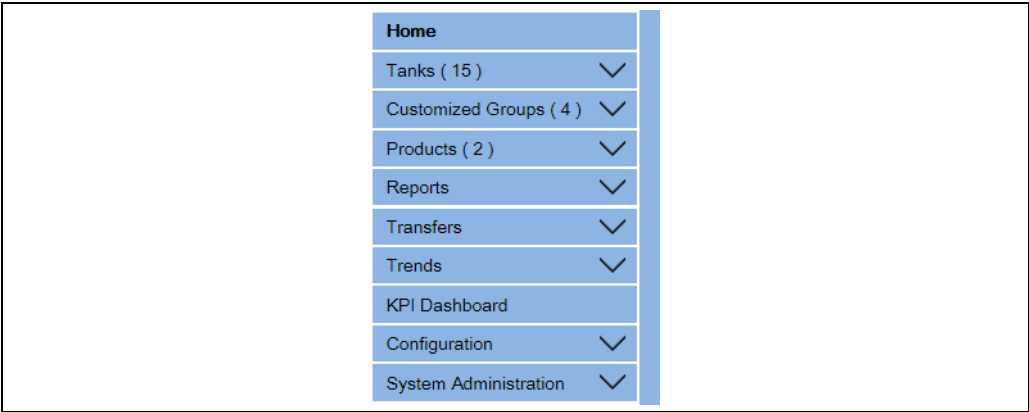 Home
Tanks ( 15 )
Customized Groups ( 4 )
Products ( 2 )
Reports
Transfers
Trends
KPI Dashboard
Configuration
System Administration